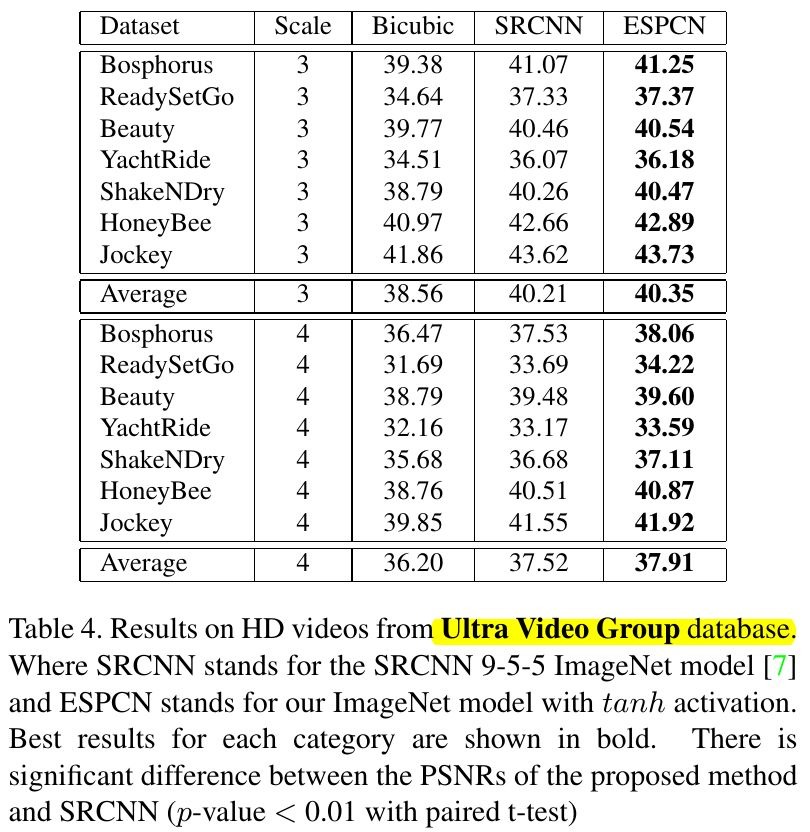 Dataset Scale Bicubic SRCNN ESPCN
Bosphorus 3 39.38 41.07 41.25
ReadySetGo 3 34.64 37.33 37.37
Beauty 3 39.77 40.46 40.54
YachtRide 3 34.51 36.07 36.18
ShakeNDry 3 38.79 40.26 40.47
HoneyBee 3 40.97 42.66 42.89
Jockey 3 41.86 43.62 43.73
Average 3 38.56 40.21 40.35
Bosphorus 4 36.47 37.53 38.06
ReadySetGo 4 31.69 33.69 34.22
Beauty 4 38.79 39.48 39.60
YachtRide 4 32.16 33.17 33.59
ShakeNDry 4 35.68 36.68 37.11
HoneyBee 4 38.76 40.51 40.87
Jockey 4 39.85 41.55 41.92
Average 4 36.20 37.52 37.91
Table 4. Results on HD videos from Ultra Video Group database.
Where SRCNN stands for the SRCNN 9-5-5 ImageNet model [7]
and ESPCN stands for our ImageNet model with tanh activation.
Best results for each category are shown in bold. There is
significant difference between the PSNRs of the proposed method
and SRCNN (p-value < 0.01 with paired t-test)